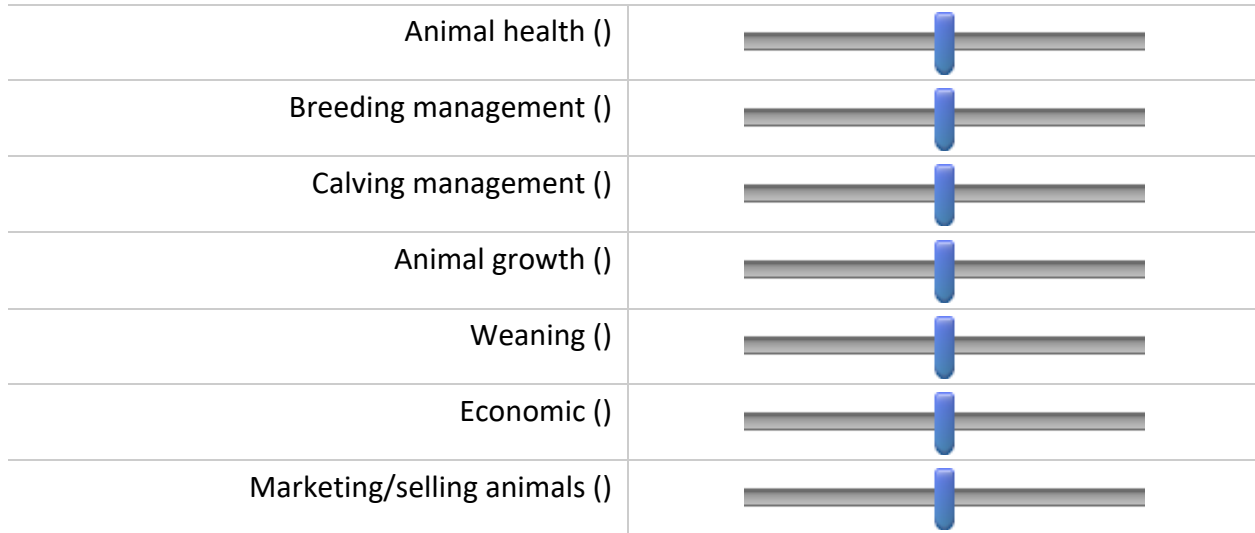 Animal health ()
Breeding management ()
Calving management ()
Animal growth ()
Weaning ()
Economic ()
Marketing/selling animals ()